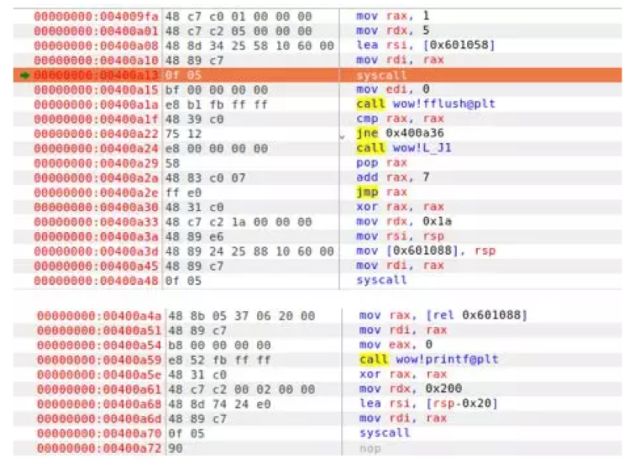 00000000:004009fa 48 c7 c0 01 00 00 00 mov rax, 1
00000000:00400a01 48 c7 c2 05 00 00 00 mov rdx, 5
00000000:00400a08 48 8d 34 25 58 10 60 00 lea rsi, [0x601058]
00000000:00400a10 48 89 c7 mov rdi, rax
00000000:00400a13 0f 05 syscall
00000000:00400a15 bf 00 00 00 00 mov edi, 0
00000000:00400a1a e8 b1 fb ff ff call wow!fflush@plt
00000000:00400a1f 48 39 c0 cmp rax, rax
00000000:00400a22 75 12 jne 0x400a36
00000000:00400a24 e8 00 00 00 00 call wow!L_J1
00000000:00400a29 58 pop rax
00000000:00400a2a 48 83 c0 07 add rax, 7
00000000:00400a2e ff e0 jmp rax
00000000:00400a30 48 31 c0 xor rax, rax
00000000:00400a33 48 c7 c2 1a 00 00 00 mov rdx, 0x1a
00000000:00400a3a 48 89 e6 mov rsi, rsp
00000000:00400a3d 48 89 24 25 88 10 60 00 mov [0x601088], rsp
00000000:00400a45 48 89 c7 mov rdi, rax
00000000:00400a48 0f 05 syscall
00000000:00400a4a 48 8b 05 37 06 20 00 mov rax, [rel 0x601088]
00000000:00400a51 48 89 c7 mov rdi, rax
00000000:00400a54 b8 00 00 00 00 mov eax, 0
00000000:00400a59 e8 52 fb ff ff call wow!printf@plt
00000000:00400a5e 48 31 c0 xor rax, rax
00000000:00400a61 48 c7 c2 00 02 00 00 mov rdx, 0x200
00000000:00400a68 48 8d 74 24 e0 lea rsi, [rsp-0x20]
00000000:00400a6d 48 89 c7 mov rdi, rax
00000000:00400a70 0f 05 syscall
00000000:00400a72 90 nop